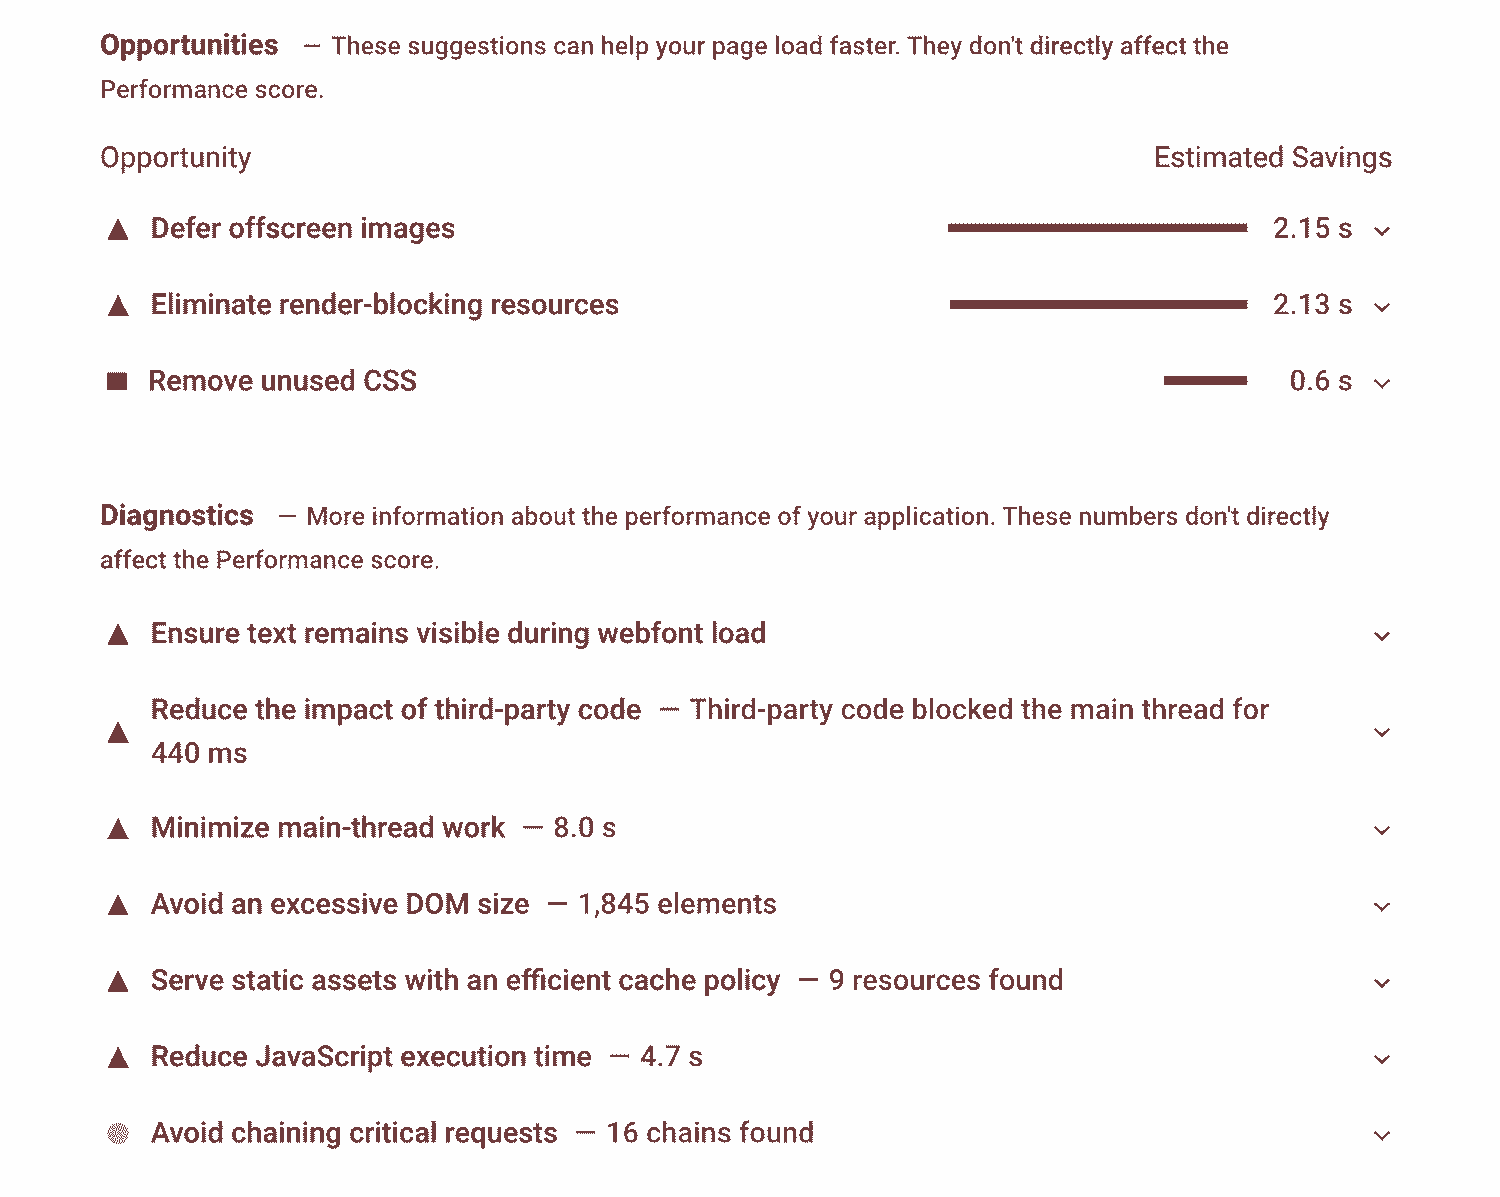 Opportunities — These suggestions can help your page load faster. They don't directly affect the
Performance score.
Opportunity Estimated Savings
Defer offscreen images 2.15 s
Eliminate render-blocking resources 2.13 s
Remove unused CSS 0.6 s
Diagnostics — More information about the performance of your application. These numbers don't directly
affect the Performance score.
Ensure text remains visible during webfont load
Reduce the impact of third-party code — Third-party code blocked the main thread for
440 ms
Minimize main-thread work — 8.0 s
Avoid an excessive DOM size — 1,845 elements
Serve static assets with an efficient cache policy — 9 resources found
Reduce JavaScript execution time — 4.7 s
Avoid chaining critical requests — 16 chains found